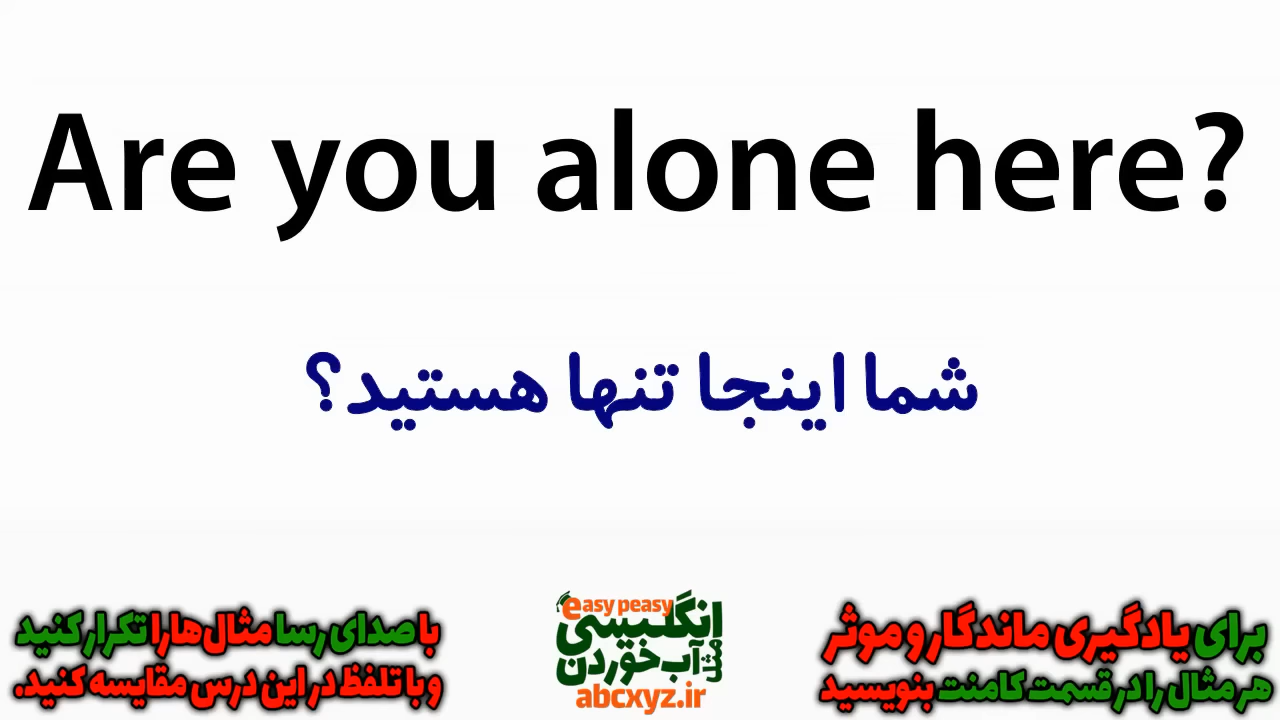 Are you alone here?
شما اینجا تنها هستید؟
برای یادگیری ماندگار و موثر
هر مثال را در قسمت کامنت بنویسید
easy peasy
انگلیسی
مثل
آب خوردن
abcxyz.ir
با صدای رسا مثال‌ها را تکرار کنید
و با تلفظ در این درس مقایسه کنید.